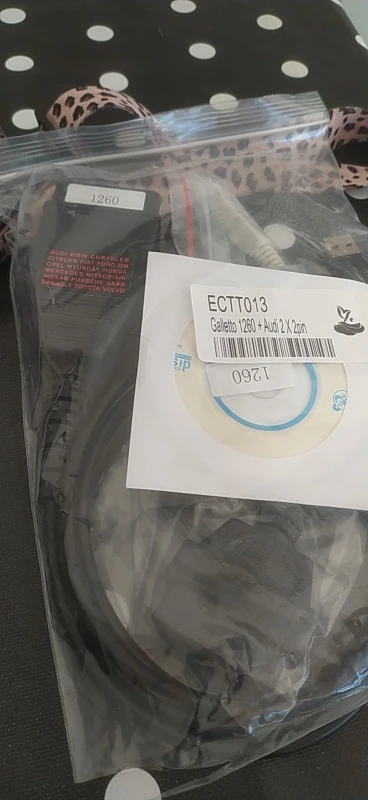 1260
AUDI BMW CHRYSLER
CITROEN FIAT FORD GM
OPEL HYUNDAI HONDA
MERCEDES MITSUBISHI
NISSAN PORSCHE SAAB
RENAULT TOYOTA VOLVO
ECTT013
Galletto 1260 + Audi 2 X 2pin
1260